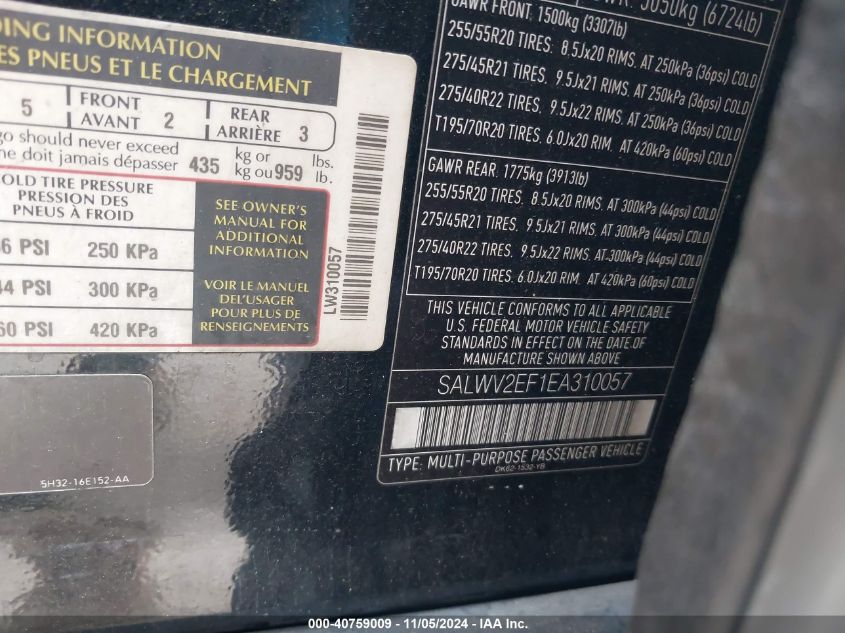 DING INFORMATION
ES PNEUS ET LE CHARGEMENT
5 FRONT AVANT 2 REAR ARRIÈRE 3
go should never exceed
ne doit jamais dépasser 435 kg or kg ou 959 lbs. lb.
COLD TIRE PRESSURE
PRESSION DES
PNEUS À FROID
36 PSI 250 KPa
44 PSI 300 KPa
60 PSI 420 KPa
SEE OWNER'S
MANUAL FOR
ADDITIONAL
INFORMATION
VOIR LE MANUEL
DEL'USAGER
POUR PLUS DE
RENSEIGNEMENTS
LW310057
5H32-16E152-AA
3050kg (6724lb)
GAWR FRONT: 1500kg (3307lb)
255/55R20 TIRES. 8.5Jx20 RIMS. AT 250kPa (36psi) COLD
275/45R21 TIRES. 9.5Jx21 RIMS. AT 250kPa (36psi) COLD
275/40R22 TIRES. 9.5Jx22 RIMS. AT 250kPa (36psi) COLD
T195/70R20 TIRES. 6.0Jx20 RIM. AT 420kPa (60psi) COLD
GAWR REAR: 1775kg (3913lb)
255/55R20 TIRES. 8.5Jx20 RIMS. AT 300kPa (44psi) COLD
275/45R21 TIRES. 9.5Jx21 RIMS. AT 300kPa (44psi) COLD
275/40R22 TIRES. 9.5Jx22 RIMS. AT 300kPa (44psi) COLD
T195/70R20 TIRES. 6.0Jx20 RIM. AT 420kPa (60psi) COLD
THIS VEHICLE CONFORMS TO ALL APPLICABLE
U.S. FEDERAL MOTOR VEHICLE SAFETY
STANDARDS IN EFFECT ON THE DATE OF
MANUFACTURE SHOWN ABOVE
SALWV2EF1EA310057
TYPE: MULTI-PURPOSE PASSENGER VEHICLE
DK62-1532-YB
000-40759009 - 11/05/2024 - IAA Inc.